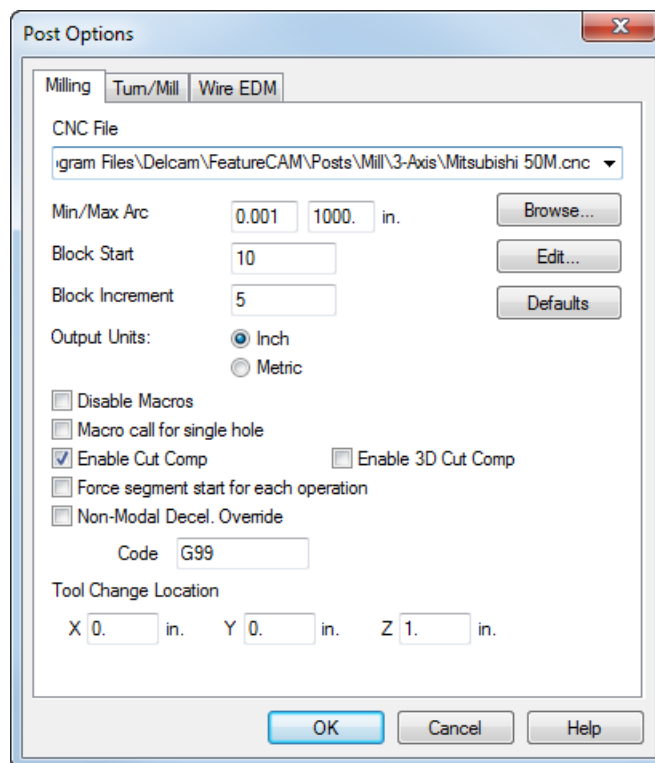 Post Options
Milling Turn/Mill Wire EDM
CNC File
gram Files\Delcam\FeatureCAM\Posts\Mill\3-Axis\Mitsubishi 50M.cnc
Min/Max Arc 0.001 1000. in. Browse...
Block Start 10 Edit...
Block Increment 5 Defaults
Output Units: Inch
Metric
Disable Macros
Macro call for single hole
Enable Cut Comp Enable 3D Cut Comp
Force segment start for each operation
Non-Modal Decel. Override
Code G99
Tool Change Location
X 0. in. Y 0. in. Z 1. in.
OK Cancel Help